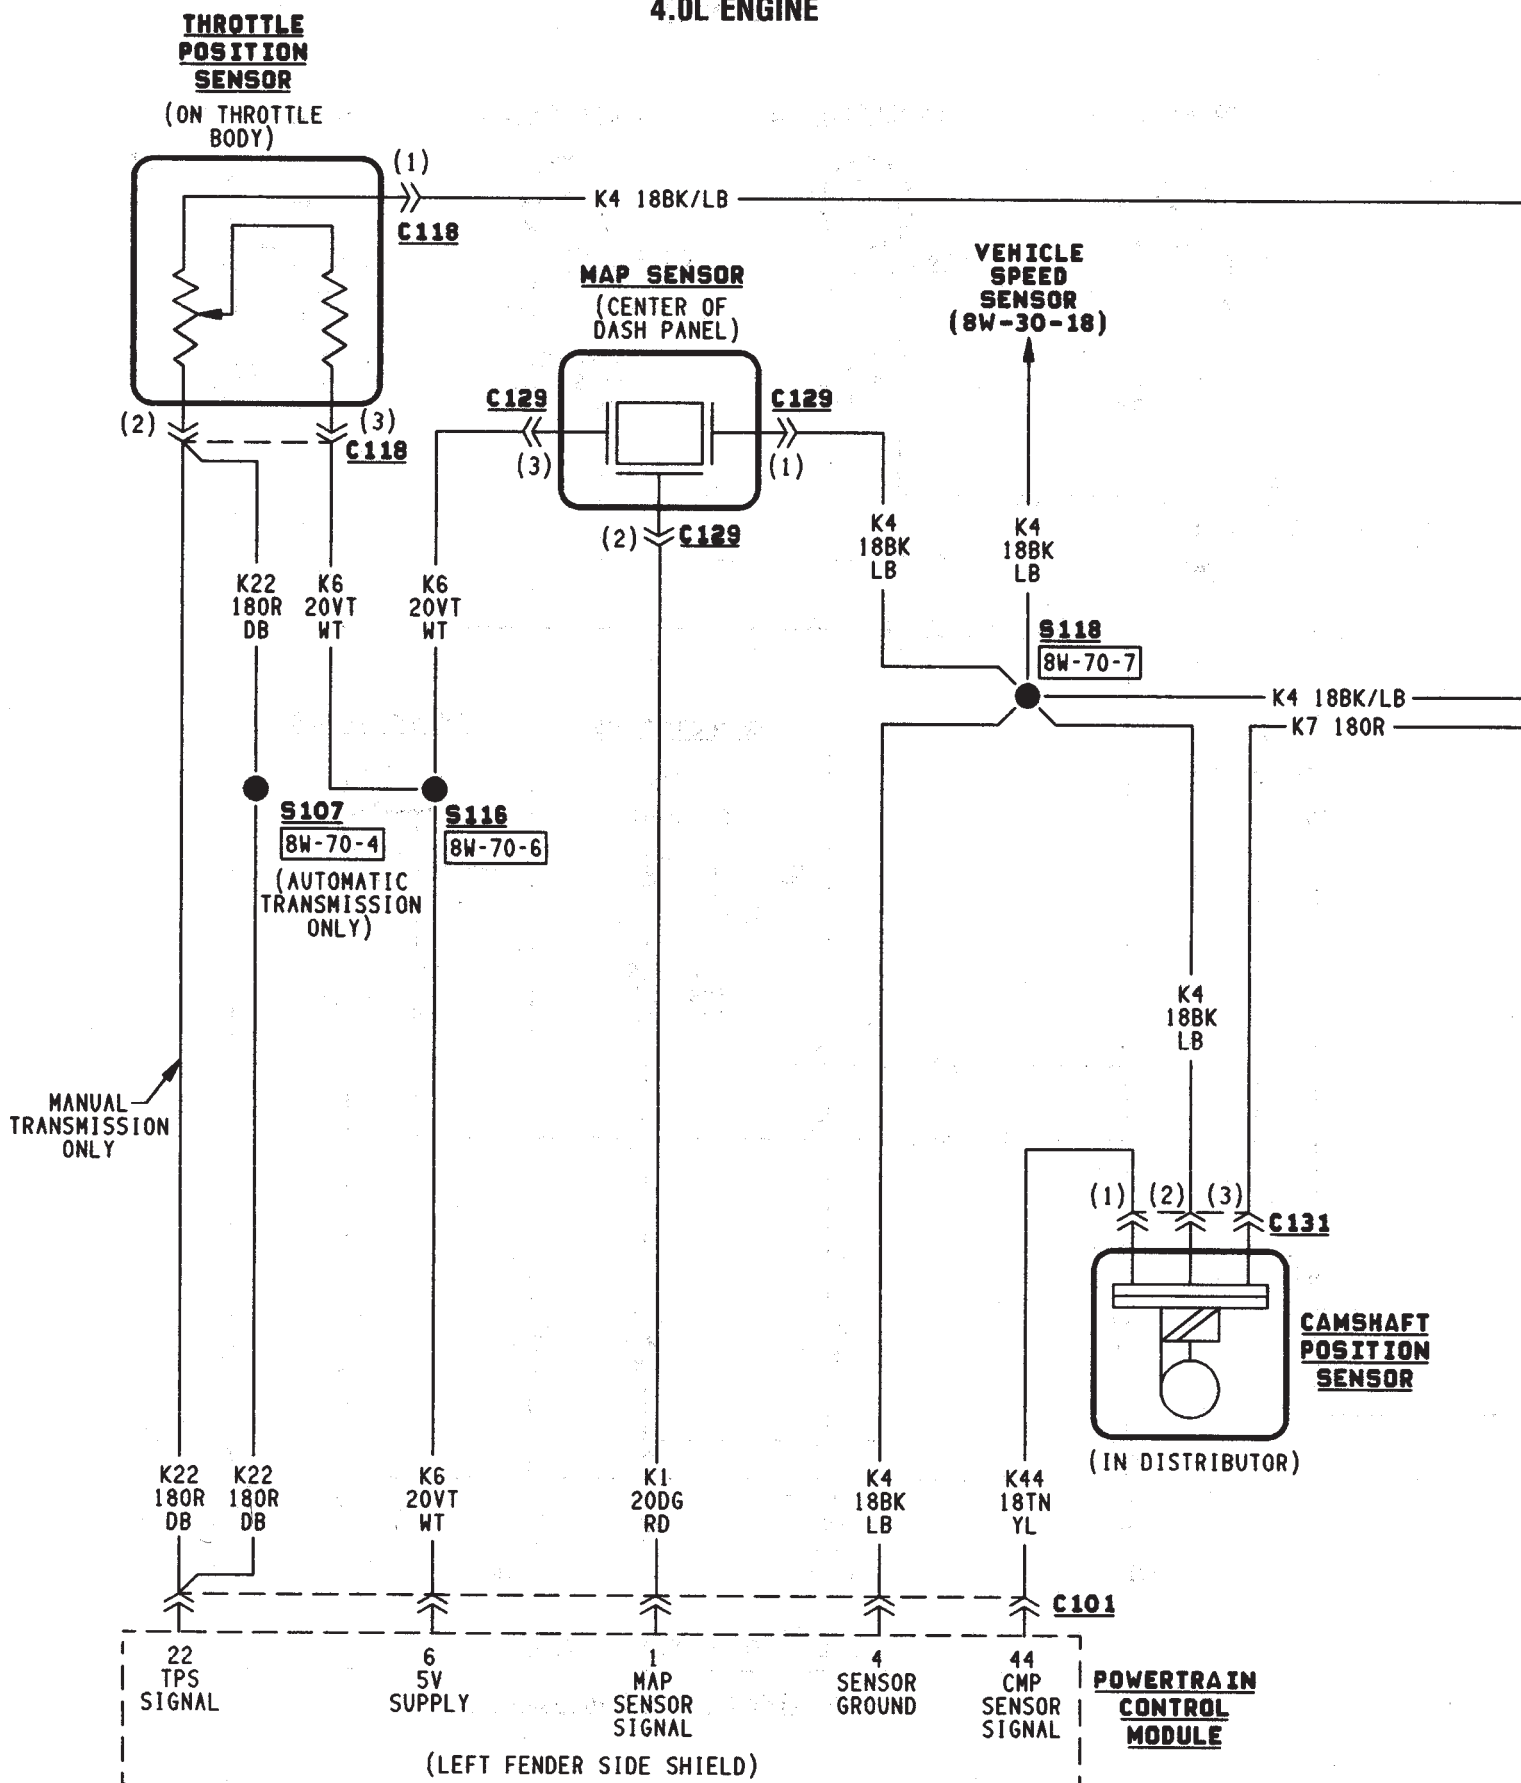 4.0L ENGINE
THROTTLE
POSITION
SENSOR
(ON THROTTLE
BODY)
(1)
K4 18BK/LB
C118
VEHICLE
SPEED
SENSOR
(8W-30-18)
MAP SENSOR
(CENTER OF
DASH PANEL)
C129
C129
(2)
(3)
C118
(3)
(1)
(2)
C129
K4
18BK
LB
K4
18BK
LB
K22
18OR
DB
K6
20VT
WT
K6
20VT
WT
S118
8W-70-7
K4 18BK/LB
K7 18OR
S107
8W-70-4
(AUTOMATIC
TRANSMISSION
ONLY)
S116
8W-70-6
K4
18BK
LB
MANUAL
TRANSMISSION
ONLY
(1)
(2)
(3)
C131
CAMSHAFT
POSITION
SENSOR
(IN DISTRIBUTOR)
K22
18OR
DB
K22
18OR
DB
K6
20VT
WT
K1
20DG
RD
K4
18BK
LB
K44
18TN
YL
C101
22
TPS
SIGNAL
6
5V
SUPPLY
1
MAP
SENSOR
SIGNAL
4
SENSOR
GROUND
44
CMP
SENSOR
SIGNAL
POWERTRAIN
CONTROL
MODULE
(LEFT FENDER SIDE SHIELD)